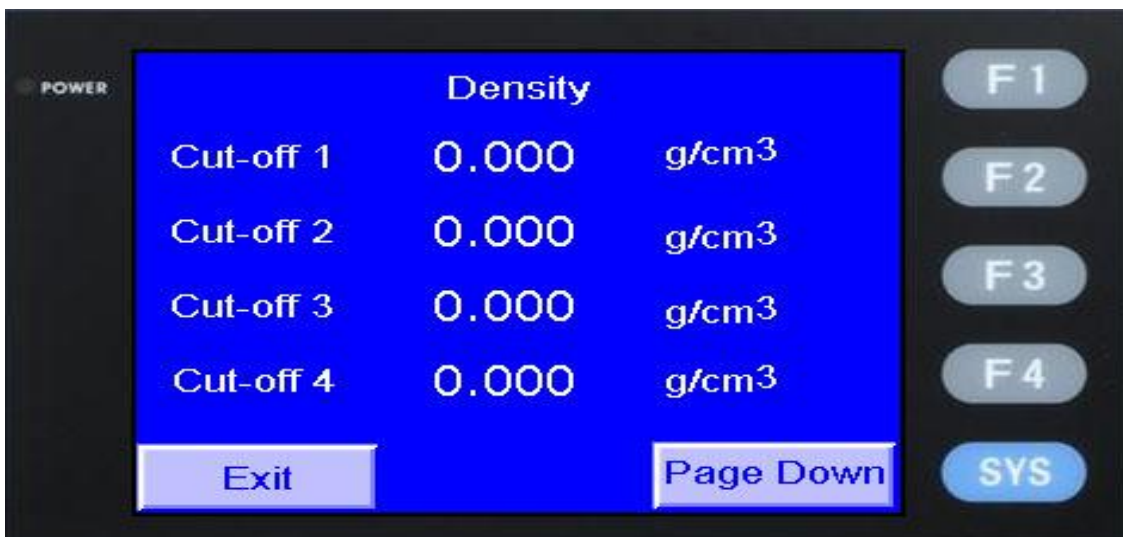 POWER
Density
Cut-off 1 0.000 g/cm3
Cut-off 2 0.000 g/cm3
Cut-off 3 0.000 g/cm3
Cut-off 4 0.000 g/cm3
Exit Page Down
F1
F2
F3
F4
SYS